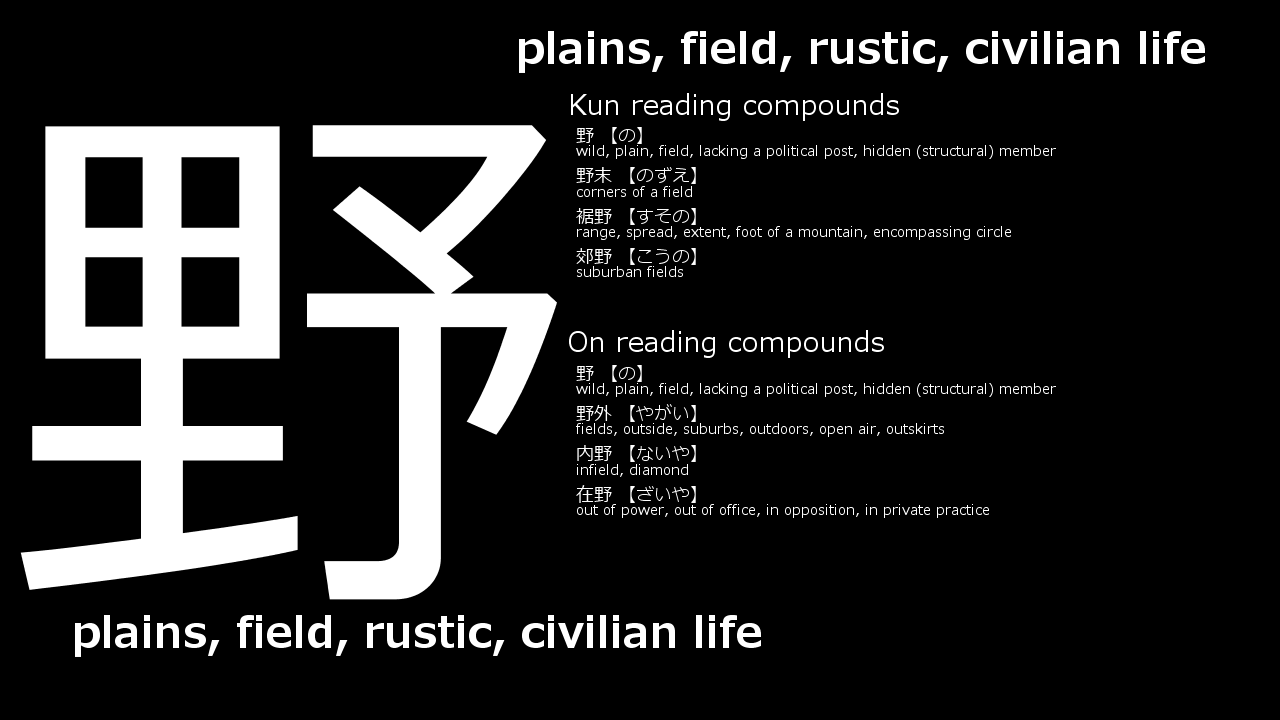 plains, field, rustic, civilian life
野
Kun reading compounds
野 【の】
wild, plain, field, lacking a political post, hidden (structural) member
野末 【のずえ】
corners of a field
裾野 【すその】
range, spread, extent, foot of a mountain, encompassing circle
郊野 【こうの】
suburban fields
On reading compounds
野 【の】
wild, plain, field, lacking a political post, hidden (structural) member
野外 【やがい】
fields, outside, suburbs, outdoors, open air, outskirts
内野 【ないや】
infield, diamond
在野 【ざいや】
out of power, out of office, in opposition, in private practice
plains, field, rustic, civilian life